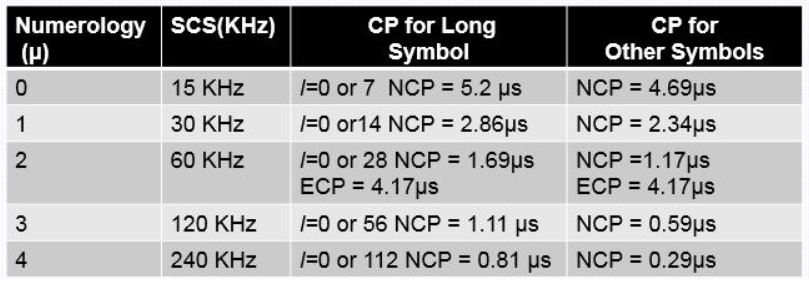 Numerology (μ) SCS(KHz) CP for Long Symbol CP for Other Symbols
0 15 KHz l=0 or 7 NCP = 5.2 μs NCP = 4.69μs
1 30 KHz l=0 or14 NCP = 2.86μs NCP = 2.34μs
2 60 KHz l=0 or 28 NCP = 1.69μs NCP =1.17μs
ECP = 4.17μs ECP = 4.17μs
3 120 KHz l=0 or 56 NCP = 1.11 μs NCP = 0.59μs
4 240 KHz l=0 or 112 NCP = 0.81 μs NCP = 0.29μs